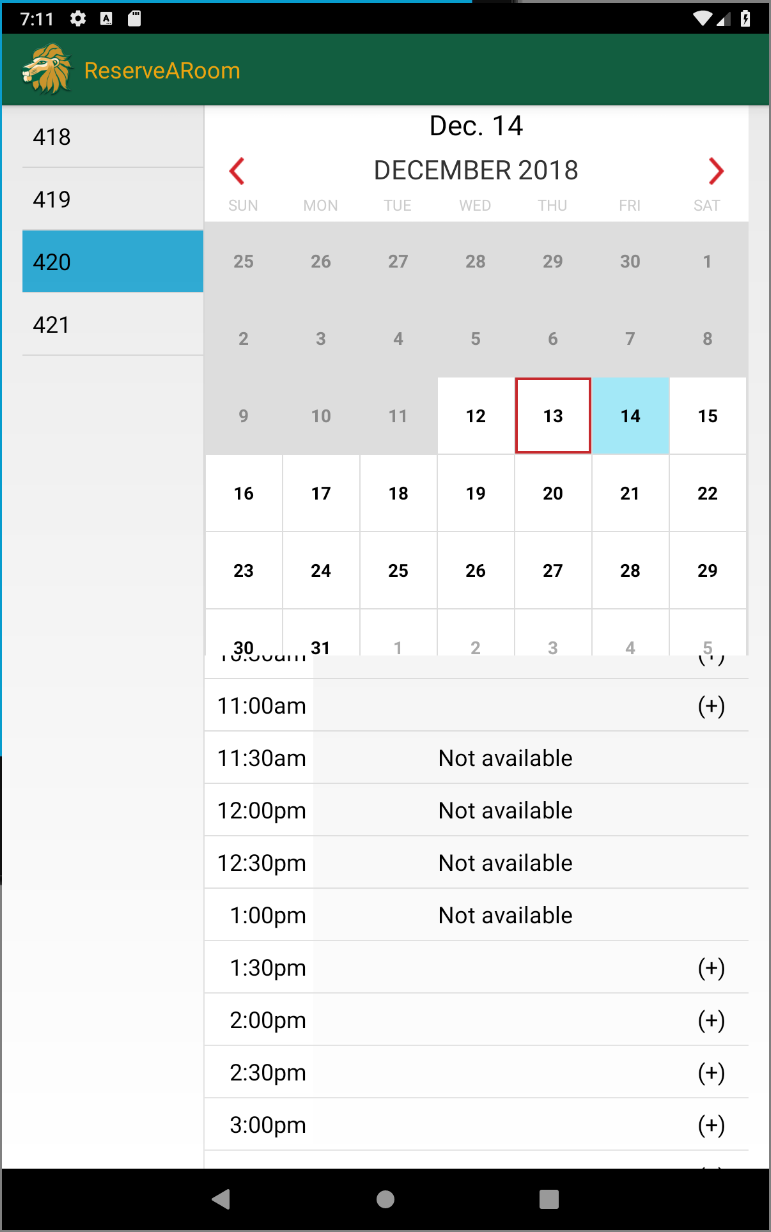 7:11
ReserveARoom
418
419
420
421
Dec. 14
DECEMBER 2018
SUN MON TUE WED THU FRI SAT
25 26 27 28 29 30 1
2 3 4 5 6 7 8
9 10 11 12 13 14 15
16 17 18 19 20 21 22
23 24 25 26 27 28 29
30 31 1 2 3 4 5
11:00am (+)
11:30am Not available
12:00pm Not available
12:30pm Not available
1:00pm Not available
1:30pm (+)
2:00pm (+)
2:30pm (+)
3:00pm (+)